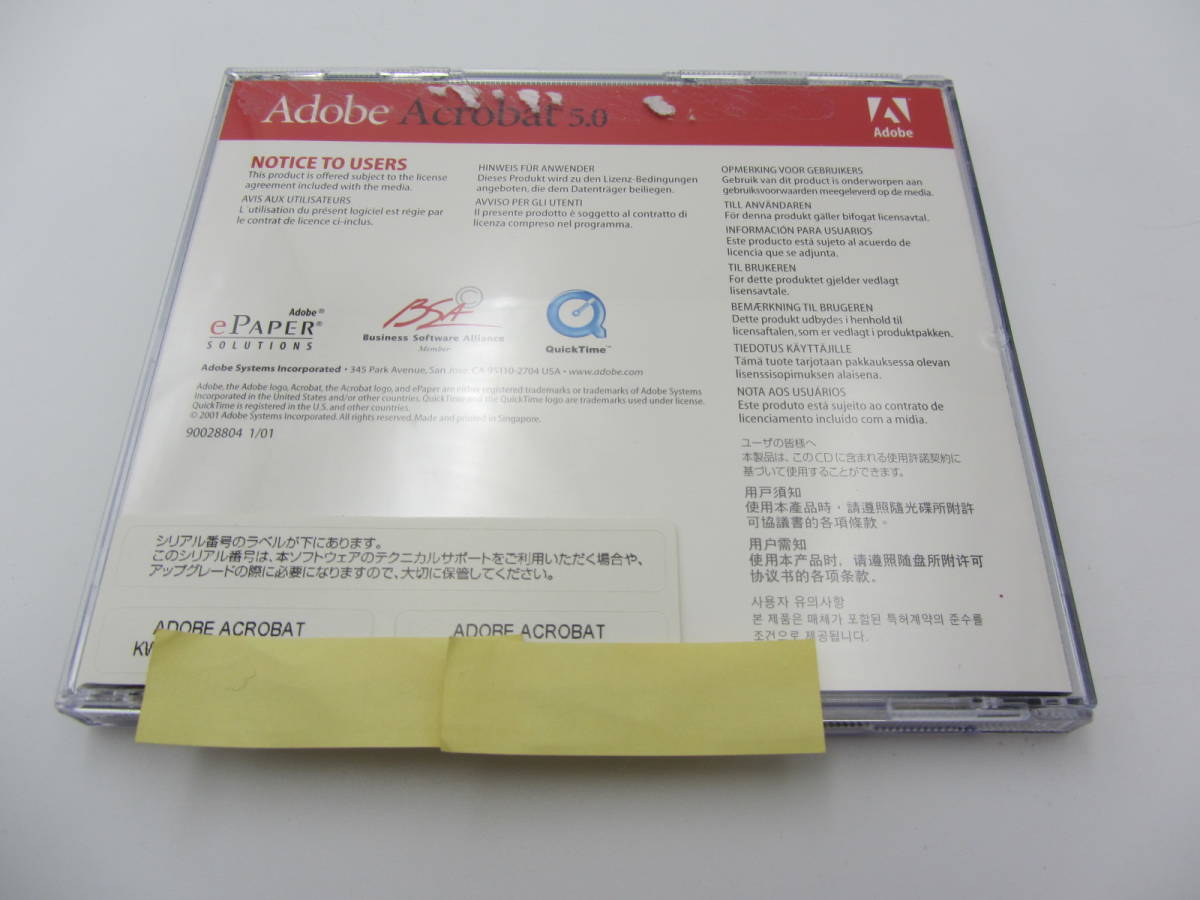 Adobe Acrobat 5.0
Adobe
NOTICE TO USERS
This product is offered subject to the license
agreement included with the media.
AVIS AUX UTILISATEURS
L'utilisation du présent logiciel est régie par
le contrat de licence ci-inclus.
HINWEIS FÜR ANWENDER
Dieses Produkt wird zu den Lizenz-Bedingungen
angeboten, die dem Datenträger beiliegen.
AVVISO PER GLI UTENTI
Il presente prodotto è soggetto al contratto di
licenza compreso nel programma.
OPMERKING VOOR GEBRUIKERS
Gebruik van dit product is onderworpen aan
gebruiksvoorwaarden meegeleverd op de media.
TILL ANVÄNDAREN
För denna produkt gäller bifogat licensavtal.
INFORMACIÓN PARA USUARIOS
Este producto está sujeto al acuerdo de
licencia que se adjunta.
TIL BRUKEREN
For dette produktet gjelder vedlagt
lisensavtale.
BEMÆRKNING TIL BRUGEREN
Dette produkt udbydes i henhold til
licensaftalen, som er vedlagt i produktpakken.
TIEDOTUS KÄYTTÄJILLE
Tämä tuote tarjotaan pakkauksessa olevan
lisenssisopimuksen alaisena.
NOTA AOS USUÁRIOS
Este produto está sujeito ao contrato de
licenciamento incluído com a mídia.
ユーザの皆様へ
本製品は、このCDに含まれる使用許諾契約に
基づいて使用することができます。
用戶須知
使用本產品時，請遵照隨光碟所附許
可協議書的各項條款。
用户需知
使用本产品时，请遵照随盘所附许可
协议书的各项条款。
사용자 유의사항
본 제품은 매체가 포함된 특허계약의 준수를
조건으로 제공됩니다.
Adobe®
ePAPER®
SOLUTIONS
BSA
Business Software Alliance
Member
QuickTime™
Adobe Systems Incorporated • 345 Park Avenue, San Jose, CA 95110-2704 USA • www.adobe.com
Adobe, the Adobe logo, Acrobat, the Acrobat logo, and ePaper are either registered trademarks or trademarks of Adobe Systems
Incorporated in the United States and/or other countries. QuickTime and the QuickTime logo are trademarks used under license.
QuickTime is registered in the U.S. and other countries.
© 2001 Adobe Systems Incorporated. All rights reserved. Made and printed in Singapore.
90028804 1/01
シリアル番号のラベルが下にあります。
このシリアル番号は、本ソフトウェアのテクニカルサポートをご利用いただく場合や、
アップグレードの際に必要になりますので、大切に保管してください。
ADOBE ACROBAT
KW
ADOBE ACROBAT